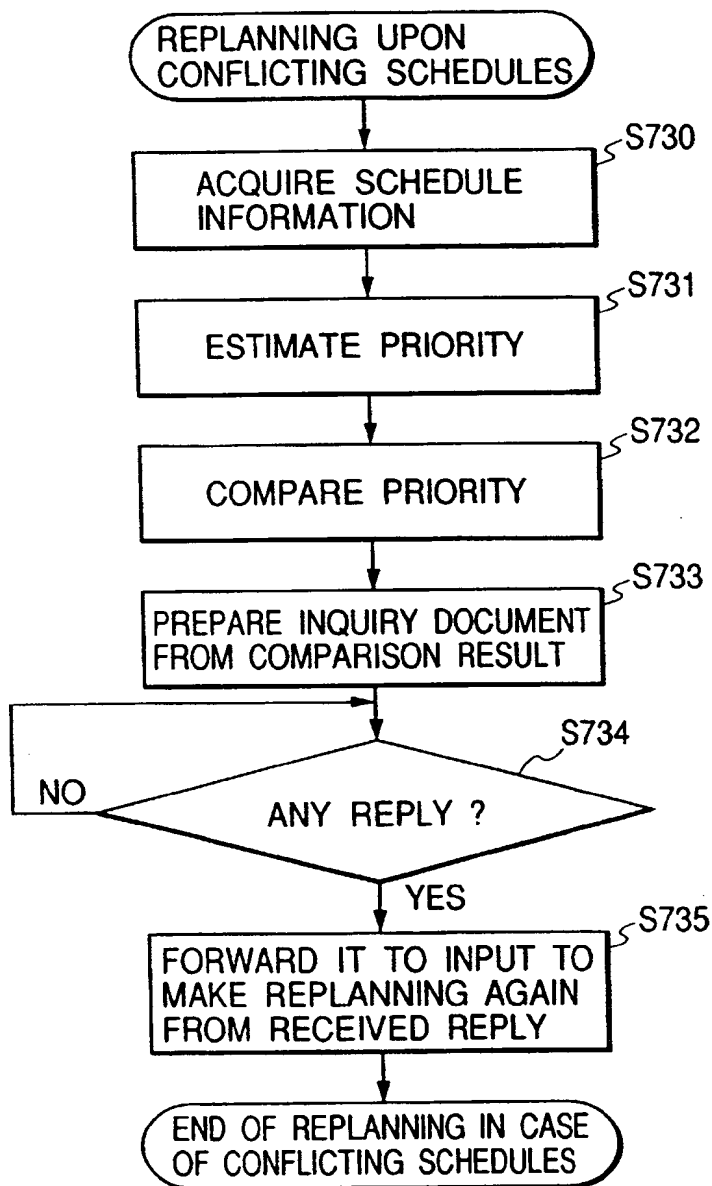 REPLANNING UPON
CONFLICTING SCHEDULES
S730
ACQUIRE SCHEDULE
INFORMATION
S731
ESTIMATE PRIORITY
S732
COMPARE PRIORITY
S733
PREPARE INQUIRY DOCUMENT
FROM COMPARISON RESULT
S734
NO
ANY REPLY ?
YES
S735
FORWARD IT TO INPUT TO
MAKE REPLANNING AGAIN
FROM RECEIVED REPLY
END OF REPLANNING IN CASE
OF CONFLICTING SCHEDULES